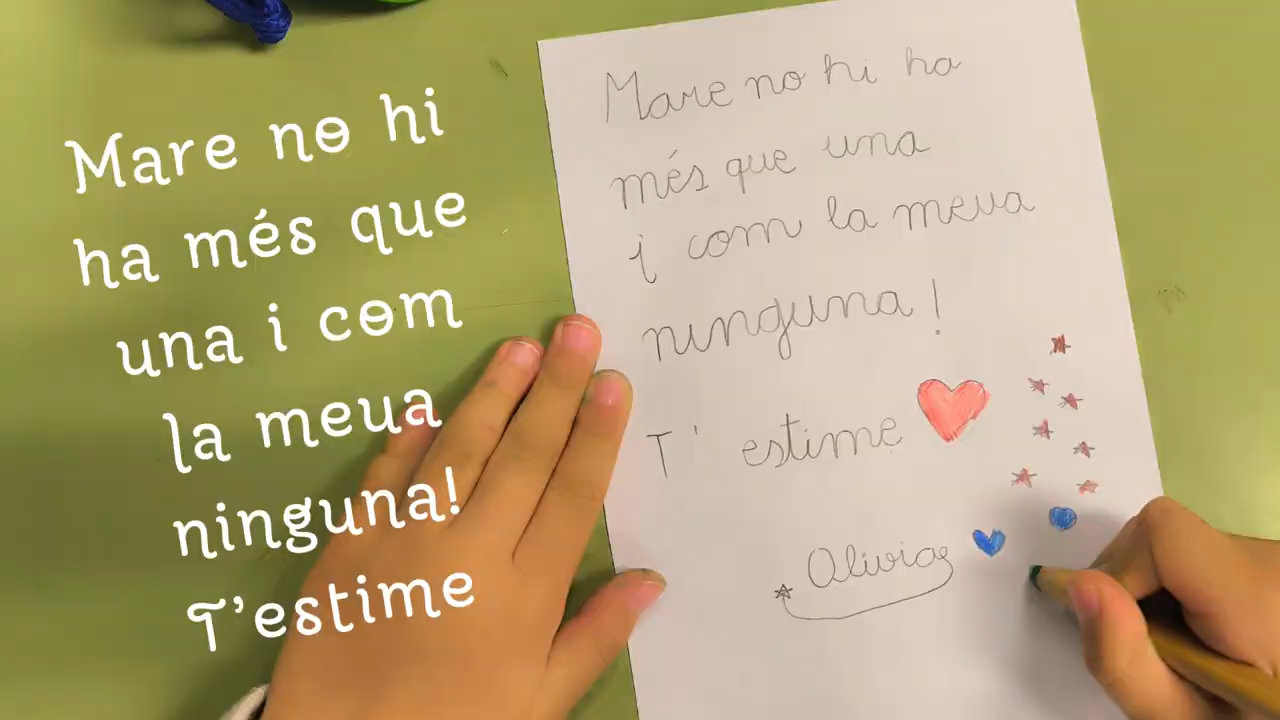 Mare no hi
ha més que
una i com
la meua
ninguna!
T'estime
Mare no hi ha
més que una
i com la meua
ninguna!
T'estime
Olivia